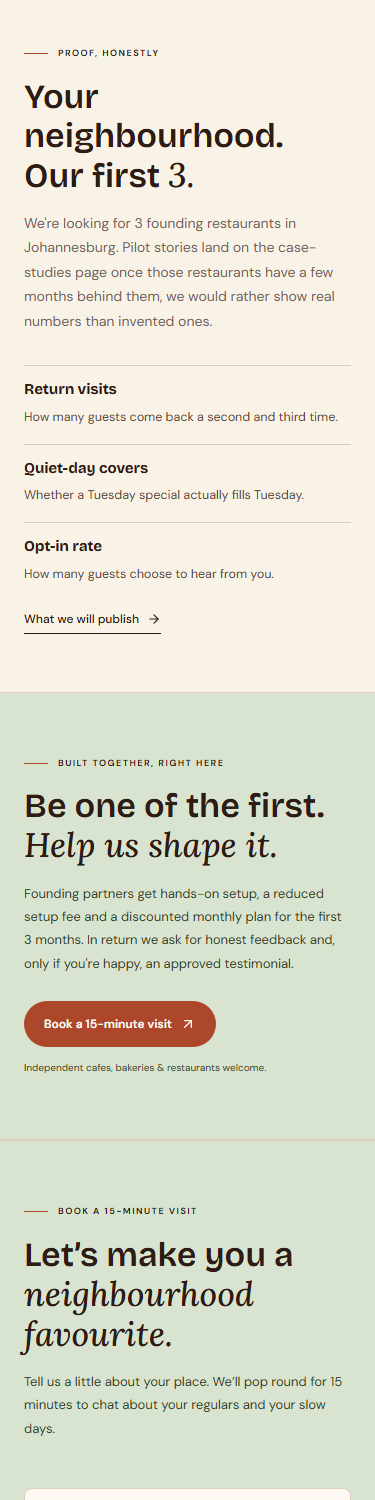 PROOF, HONESTLY
Your
neighbourhood.
Our first 3.
We're looking for 3 founding restaurants in
Johannesburg. Pilot stories land on the case-
studies page once those restaurants have a few
months behind them, we would rather show real
numbers than invented ones.
Return visits
How many guests come back a second and third time.
Quiet-day covers
Whether a Tuesday special actually fills Tuesday.
Opt-in rate
How many guests choose to hear from you.
What we will publish →
BUILT TOGETHER, RIGHT HERE
Be one of the first.
Help us shape it.
Founding partners get hands-on setup, a reduced
setup fee and a discounted monthly plan for the first
3 months. In return we ask for honest feedback and,
only if you're happy, an approved testimonial.
Book a 15-minute visit ↗
Independent cafes, bakeries & restaurants welcome.
BOOK A 15-MINUTE VISIT
Let's make you a
neighbourhood
favourite.
Tell us a little about your place. We'll pop round for 15
minutes to chat about your regulars and your slow
days.